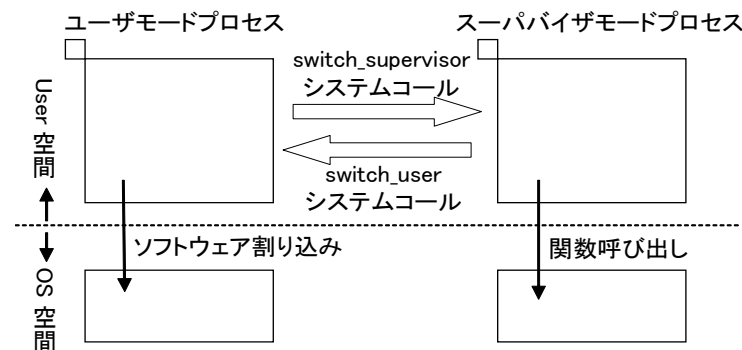 ユーザモードプロセス
スーパバイザモードプロセス
switch_supervisor
システムコール
switch_user
システムコール
User 空間
ソフトウェア割り込み
関数呼び出し
OS 空間